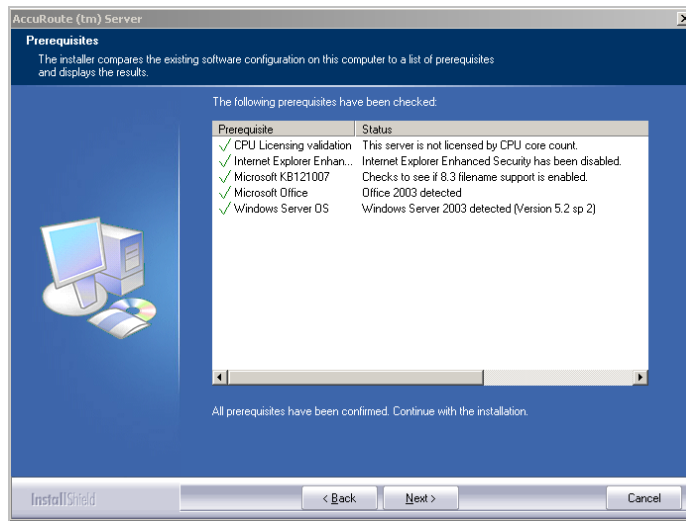 AccuRoute (tm) Server
Prerequisites
The installer compares the existing software configuration on this computer to a list of prerequisites
and displays the results.
The following prerequisites have been checked:
Prerequisite Status
CPU Licensing validation This server is not licensed by CPU core count.
Internet Explorer Enhan... Internet Explorer Enhanced Security has been disabled.
Microsoft KB121007 Checks to see if 8.3 filename support is enabled.
Microsoft Office Office 2003 detected
Windows Server OS Windows Server 2003 detected (Version 5.2 sp 2)
All prerequisites have been confirmed. Continue with the installation.
InstallShield
< Back Next > Cancel